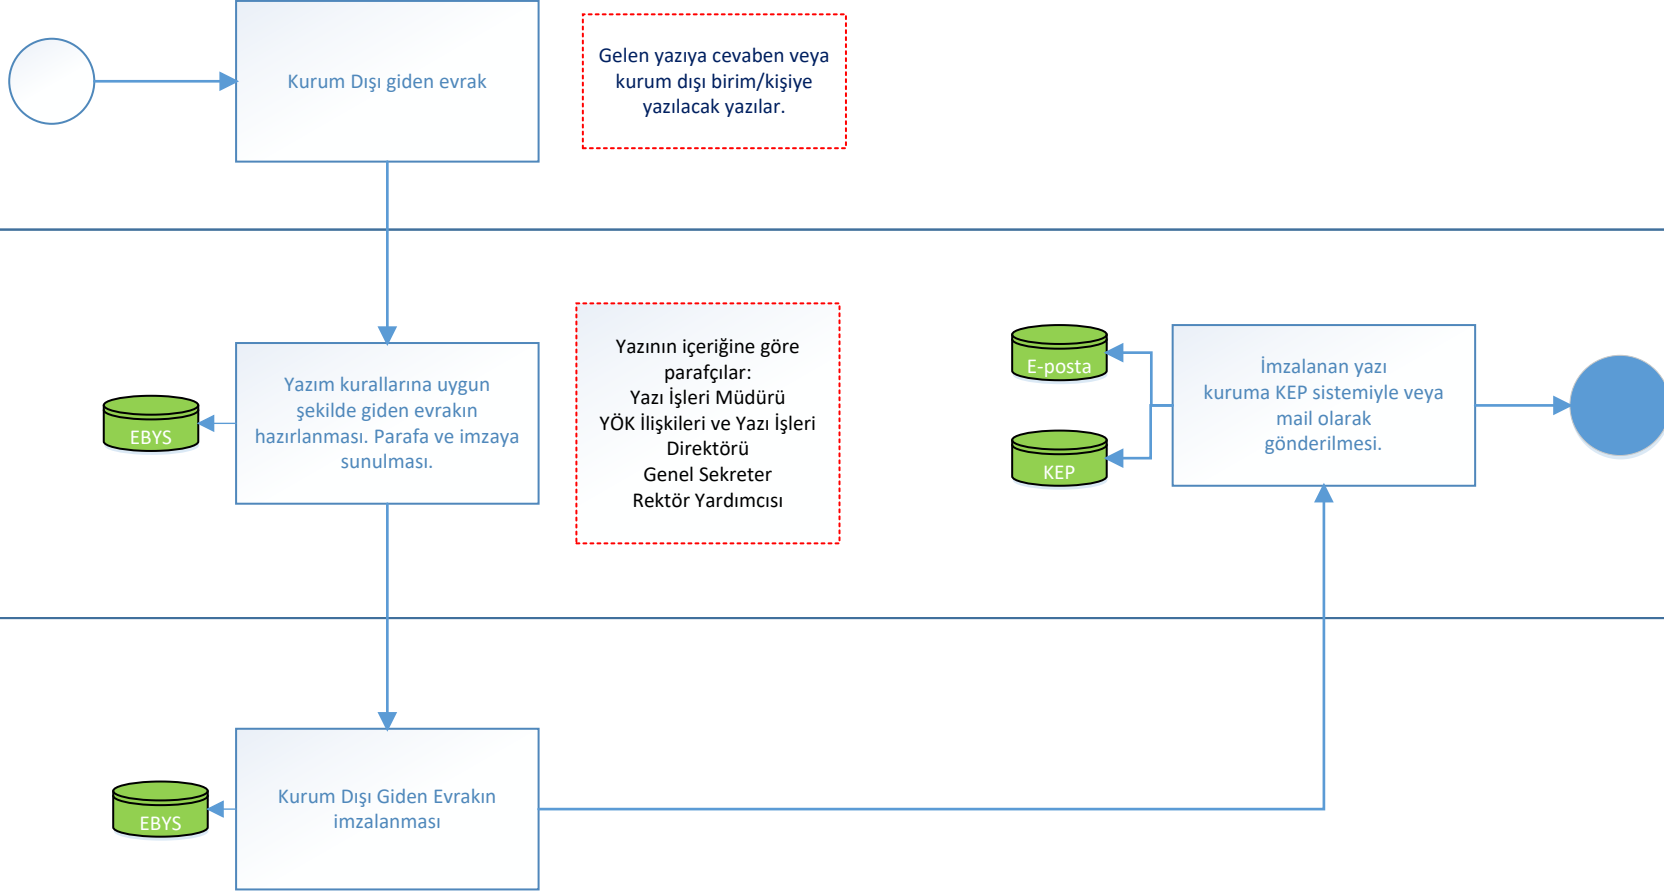 Kurum Dışı giden evrak
Gelen yazıya cevaben veya
kurum dışı birim/kişiye
yazılacak yazılar.
EBYS
Yazım kurallarına uygun
şekilde giden evrakın
hazırlanması. Parafa ve imzaya
sunulması.
Yazının içeriğine göre
parafçılar:
Yazı İşleri Müdürü
YÖK İlişkileri ve Yazı İşleri
Direktörü
Genel Sekreter
Rektör Yardımcısı
E-posta
KEP
İmzalanan yazı
kuruma KEP sistemiyle veya
mail olarak
gönderilmesi.
EBYS
Kurum Dışı Giden Evrakın
imzalanması